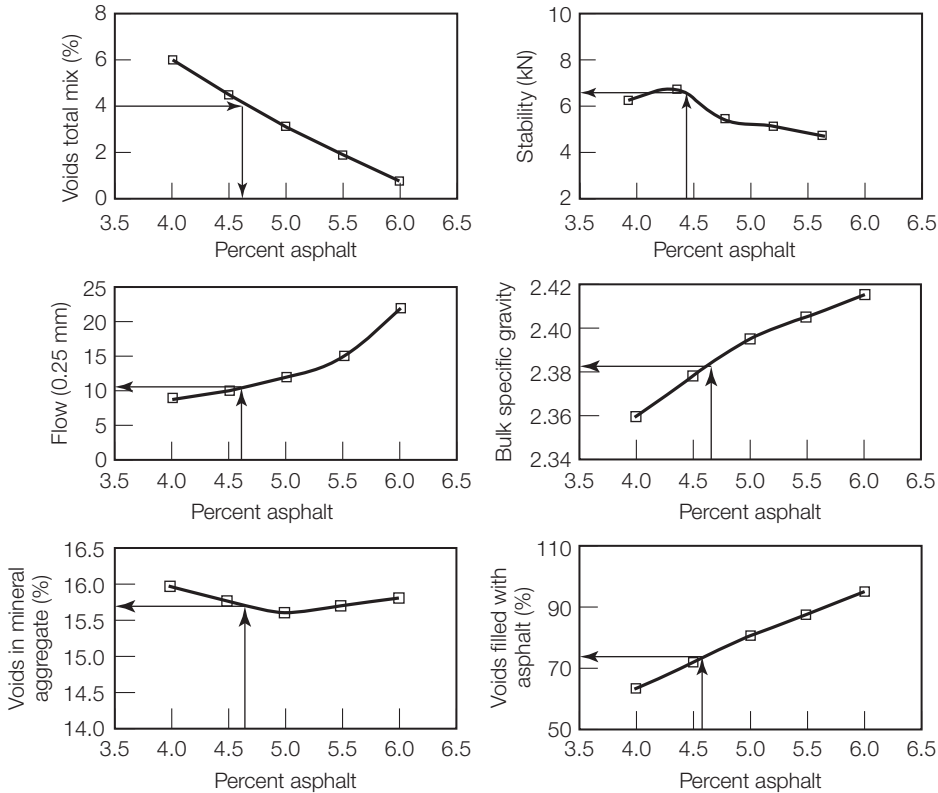 Voids total mix (%)
8
6
4
2
0
3.5 4.0 4.5 5.0 5.5 6.0 6.5
Percent asphalt
Stability (kN)
10
8
6
4
2
3.5 4.0 4.5 5.0 5.5 6.0 6.5
Percent asphalt
Flow (0.25 mm)
25
20
15
10
5
0
3.5 4.0 4.5 5.0 5.5 6.0 6.5
Percent asphalt
Bulk specific gravity
2.42
2.40
2.38
2.36
2.34
3.5 4.0 4.5 5.0 5.5 6.0 6.5
Percent asphalt
Voids in mineral
aggregate (%)
16.5
16.0
15.5
15.0
14.5
14.0
3.5 4.0 4.5 5.0 5.5 6.0 6.5
Percent asphalt
Voids filled with
asphalt (%)
110
90
70
50
3.5 4.0 4.5 5.0 5.5 6.0 6.5
Percent asphalt